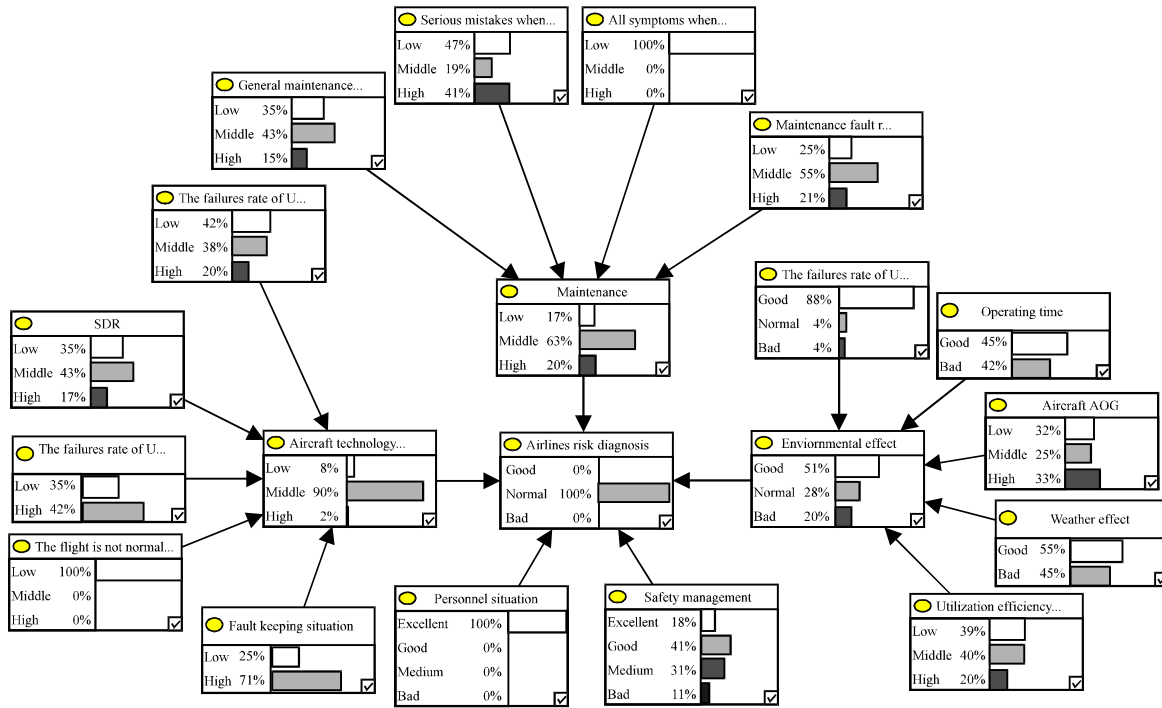 Serious mistakes when...
Low 47%
Middle 19%
High 41%
All symptoms when...
Low 100%
Middle 0%
High 0%
General maintenance...
Low 35%
Middle 43%
High 15%
Maintenance fault r...
Low 25%
Middle 55%
High 21%
The failures rate of U...
Low 42%
Middle 38%
High 20%
Maintenance
Low 17%
Middle 63%
High 20%
The failures rate of U...
Good 88%
Normal 4%
Bad 4%
Operating time
Good 45%
Bad 42%
SDR
Low 35%
Middle 43%
High 17%
Aircraft AOG
Low 32%
Middle 25%
High 33%
The failures rate of U...
Low 35%
High 42%
Aircraft technology...
Low 8%
Middle 90%
High 2%
Airlines risk diagnosis
Good 0%
Normal 100%
Bad 0%
Enviornmental effect
Good 51%
Normal 28%
Bad 20%
Weather effect
Good 55%
Bad 45%
The flight is not normal...
Low 100%
Middle 0%
High 0%
Fault keeping situation
Low 25%
High 71%
Personnel situation
Excellent 100%
Good 0%
Medium 0%
Bad 0%
Safety management
Excellent 18%
Good 41%
Medium 31%
Bad 11%
Utilization efficiency...
Low 39%
Middle 40%
High 20%